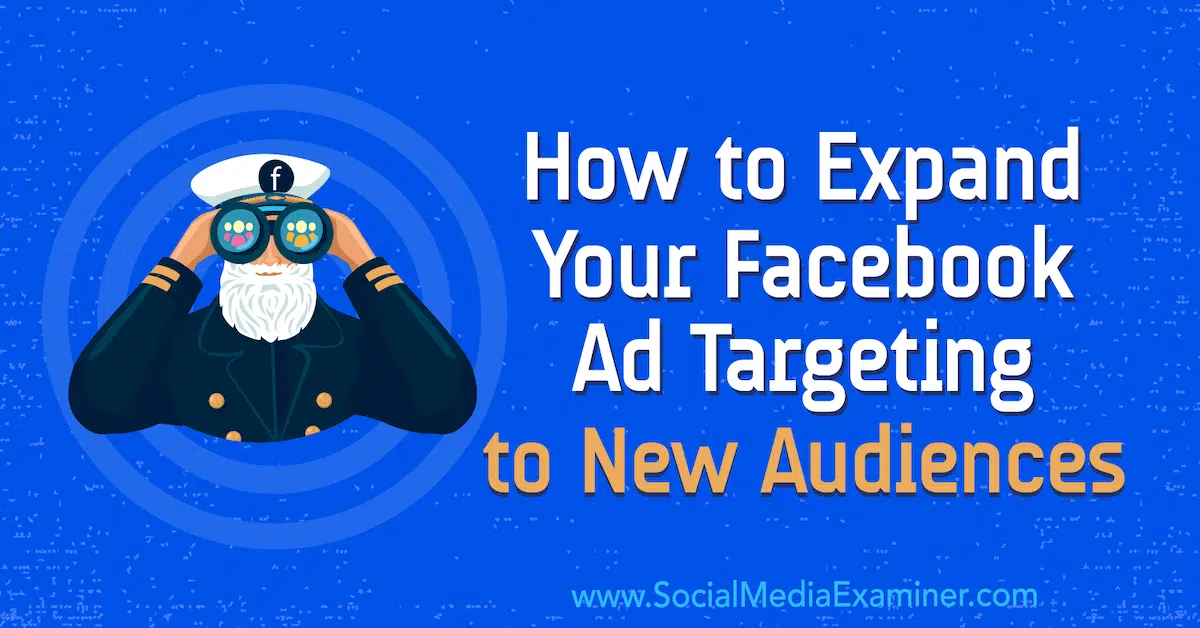 f
How to Expand
Your Facebook
Ad Targeting
to New Audiences
www.SocialMediaExaminer.com